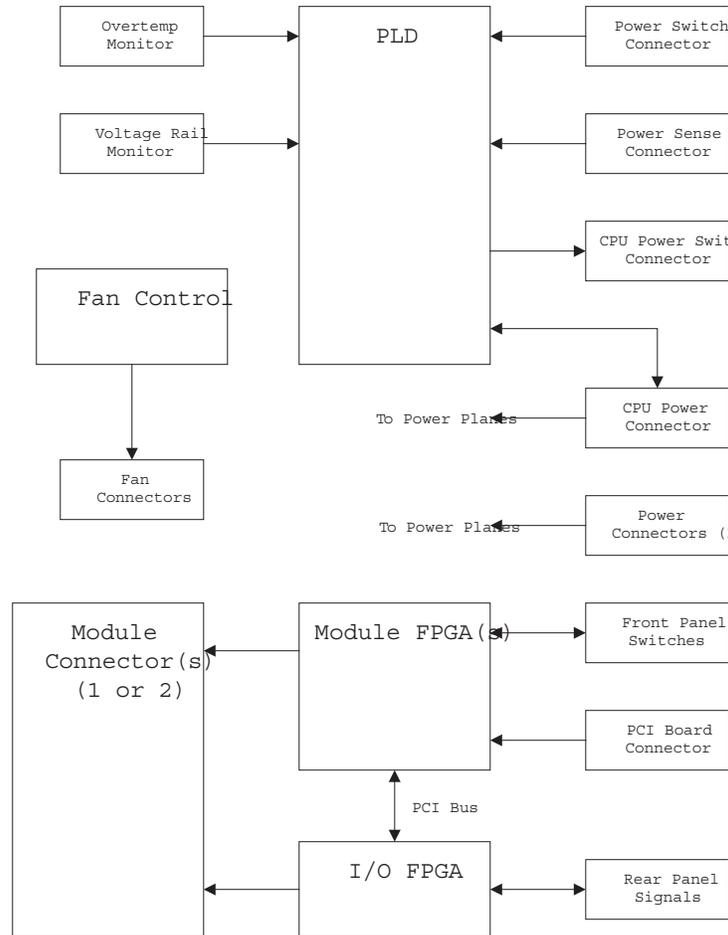 Overtemp
Monitor
PLD
Power Switch
Connector
Voltage Rail
Monitor
Power Sense
Connector
CPU Power Swit
Connector
Fan Control
CPU Power
Connector
To Power Planes
Fan
Connectors
Power
Connectors (
To Power Planes
Module
Connector(s)
(1 or 2)
Module FPGA(s)
Front Panel
Switches
PCI Board
Connector
PCI Bus
I/O FPGA
Rear Panel
Signals